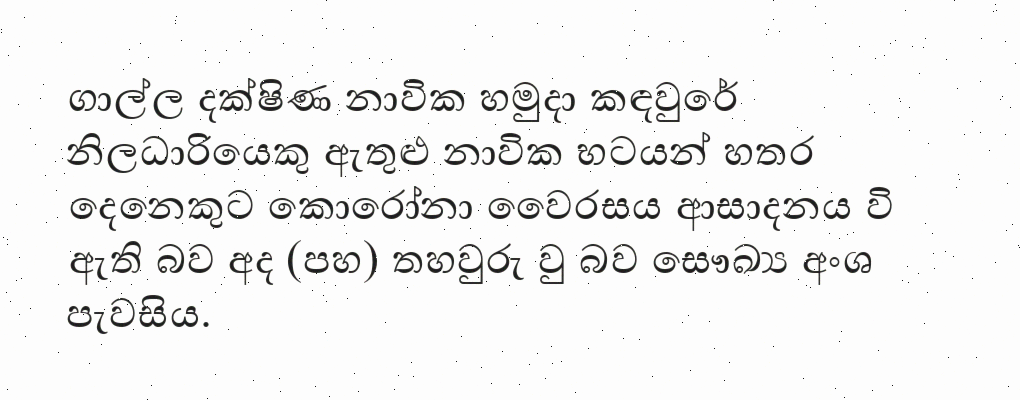 ගාල්ල දක්ෂිණ නාවික හමුදා කඳවුරේ
නිලධාරියෙකු ඇතුළු නාවික භටයන් හතර
දෙනෙකුට කොරෝනා වෛරසය ආසාදනය වි
ඇති බව අද (පහ) තහවුරු වු බව සෞඛ්‍ය අංශ
පැවසිය.